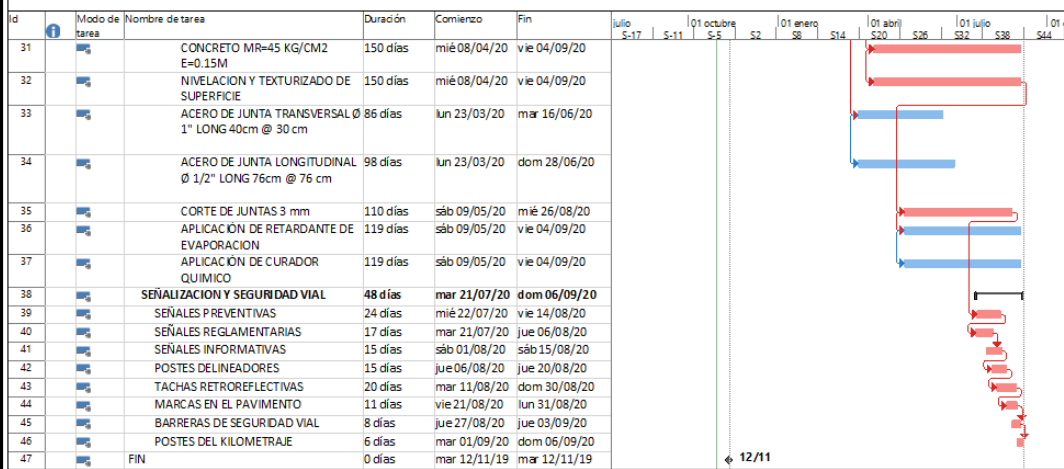 Id Modo de tarea Nombre de tarea Duración Comienzo Fin
julio 01 octubre 01 enero 01 abril 01 julio 01
S-17 S-11 S-5 S2 S8 S14 S20 S26 S32 S38 S44
31 CONCRETO MR=45 KG/CM2 150 días mié 08/04/20 vie 04/09/20
E=0.15M
32 NIVELACION Y TEXTURIZADO DE 150 días mié 08/04/20 vie 04/09/20
SUPERFICIE
33 ACERO DE JUNTA TRANSVERSAL Ø 86 días lun 23/03/20 mar 16/06/20
1" LONG 40cm @ 30 cm
34 ACERO DE JUNTA LONGITUDINAL 98 días lun 23/03/20 dom 28/06/20
Ø 1/2" LONG 76cm @ 76 cm
35 CORTE DE JUNTAS 3 mm 110 días sáb 09/05/20 mié 26/08/20
36 APLICACIÓN DE RETARDANTE DE 119 días sáb 09/05/20 vie 04/09/20
EVAPORACION
37 APLICACIÓN DE CURADOR 119 días sáb 09/05/20 vie 04/09/20
QUIMICO
38 SEÑALIZACION Y SEGURIDAD VIAL 48 días mar 21/07/20 dom 06/09/20
39 SEÑALES PREVENTIVAS 24 días mié 22/07/20 vie 14/08/20
40 SEÑALES REGLAMENTARIAS 17 días mar 21/07/20 jue 06/08/20
41 SEÑALES INFORMATIVAS 15 días sáb 01/08/20 sáb 15/08/20
42 POSTES DELINEADORES 15 días jue 06/08/20 jue 20/08/20
43 TACHAS RETROREFLECTIVAS 20 días mar 11/08/20 dom 30/08/20
44 MARCAS EN EL PAVIMENTO 11 días vie 21/08/20 lun 31/08/20
45 BARRERAS DE SEGURIDAD VIAL 8 días jue 27/08/20 jue 03/09/20
46 POSTES DEL KILOMETRAJE 6 días mar 01/09/20 dom 06/09/20
47 FIN 0 días mar 12/11/19 mar 12/11/19 12/11